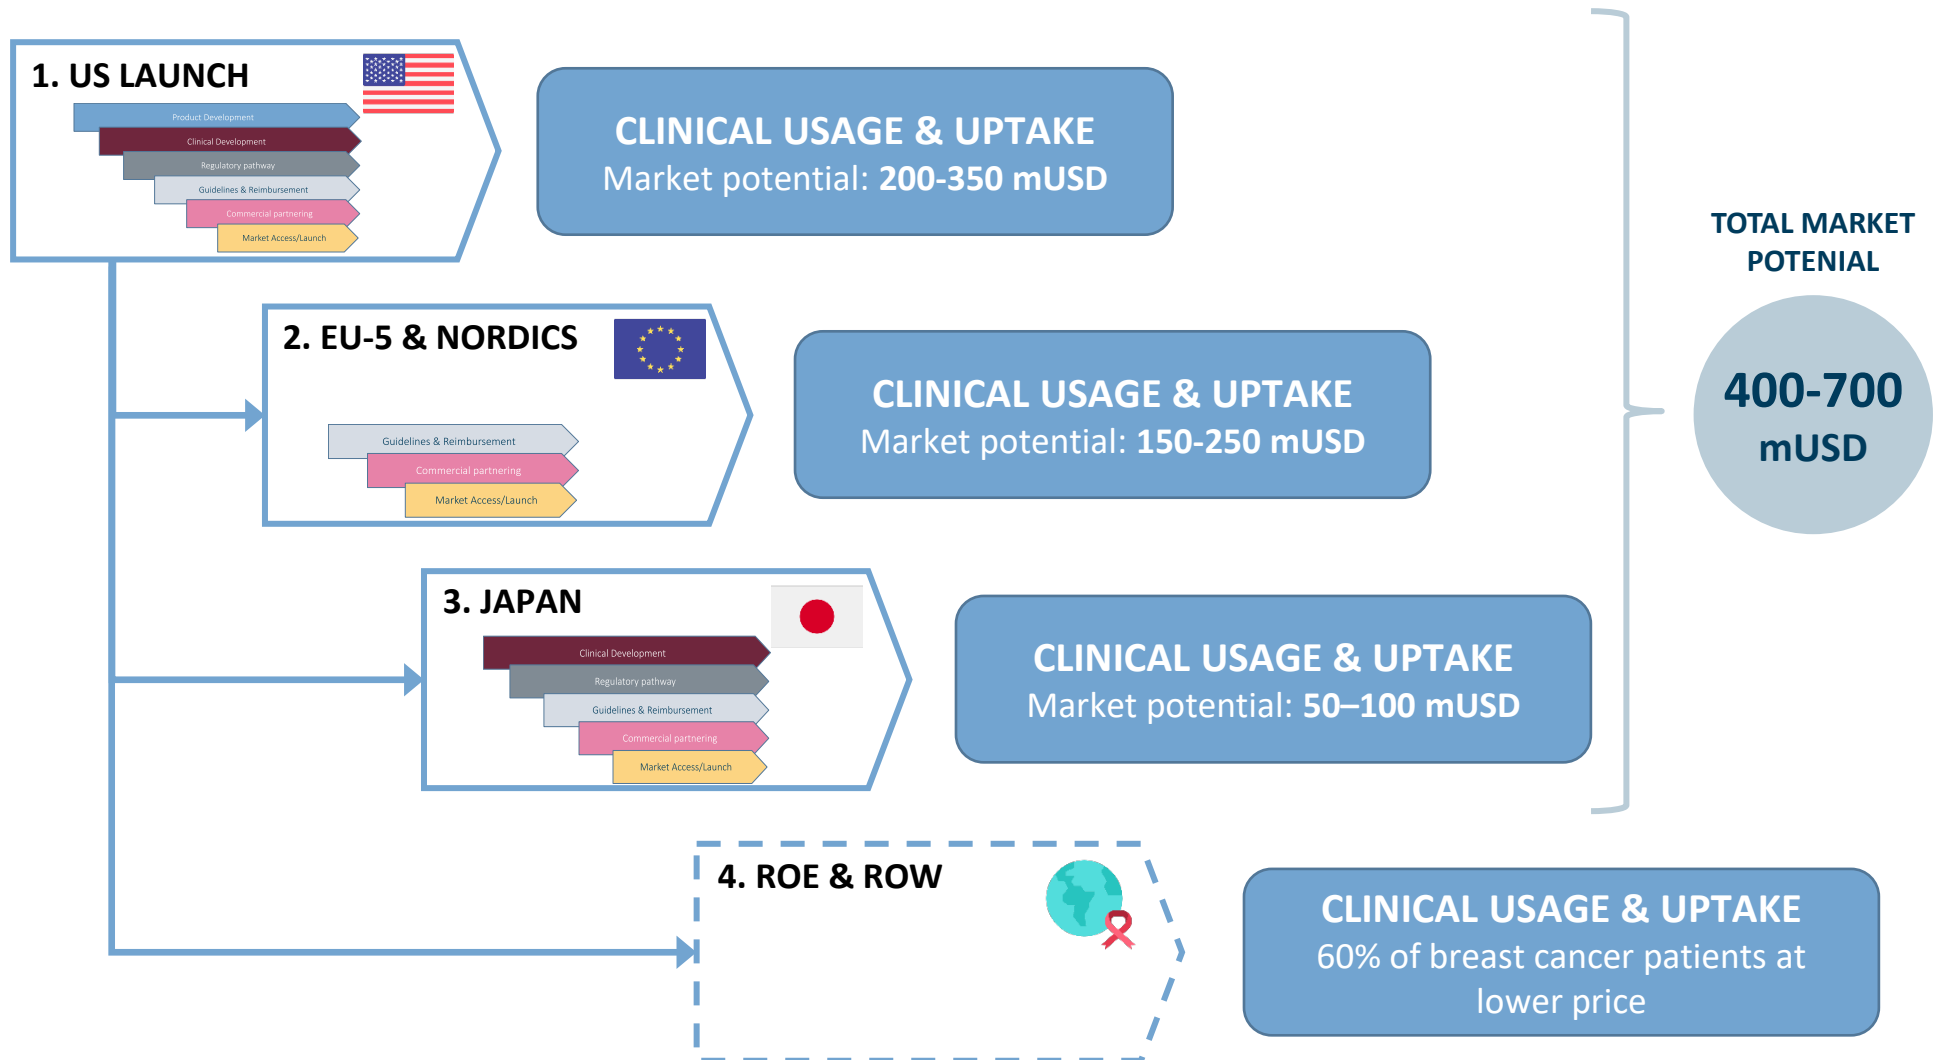 1. US LAUNCH
Product Development
Clinical Development
Regulatory pathway
Guidelines & Reimbursement
Commercial partnering
Market Access/Launch
CLINICAL USAGE & UPTAKE
Market potential: 200-350 mUSD
2. EU-5 & NORDICS
Guidelines & Reimbursement
Commercial partnering
Market Access/Launch
CLINICAL USAGE & UPTAKE
Market potential: 150-250 mUSD
3. JAPAN
Clinical Development
Regulatory pathway
Guidelines & Reimbursement
Commercial partnering
Market Access/Launch
CLINICAL USAGE & UPTAKE
Market potential: 50–100 mUSD
TOTAL MARKET
POTENIAL
400-700
mUSD
4. ROE & ROW
CLINICAL USAGE & UPTAKE
60% of breast cancer patients at
lower price